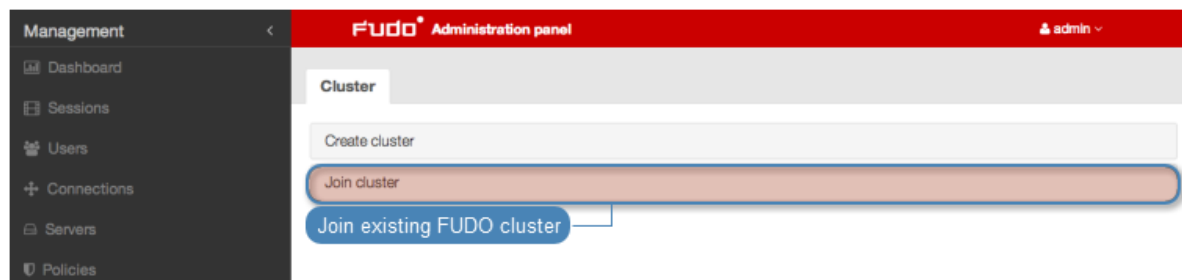 Management
FUDO Administration panel
admin
Dashboard
Cluster
Sessions
Create cluster
Users
Join cluster
Connections
Join existing FUDO cluster
Servers
Policies